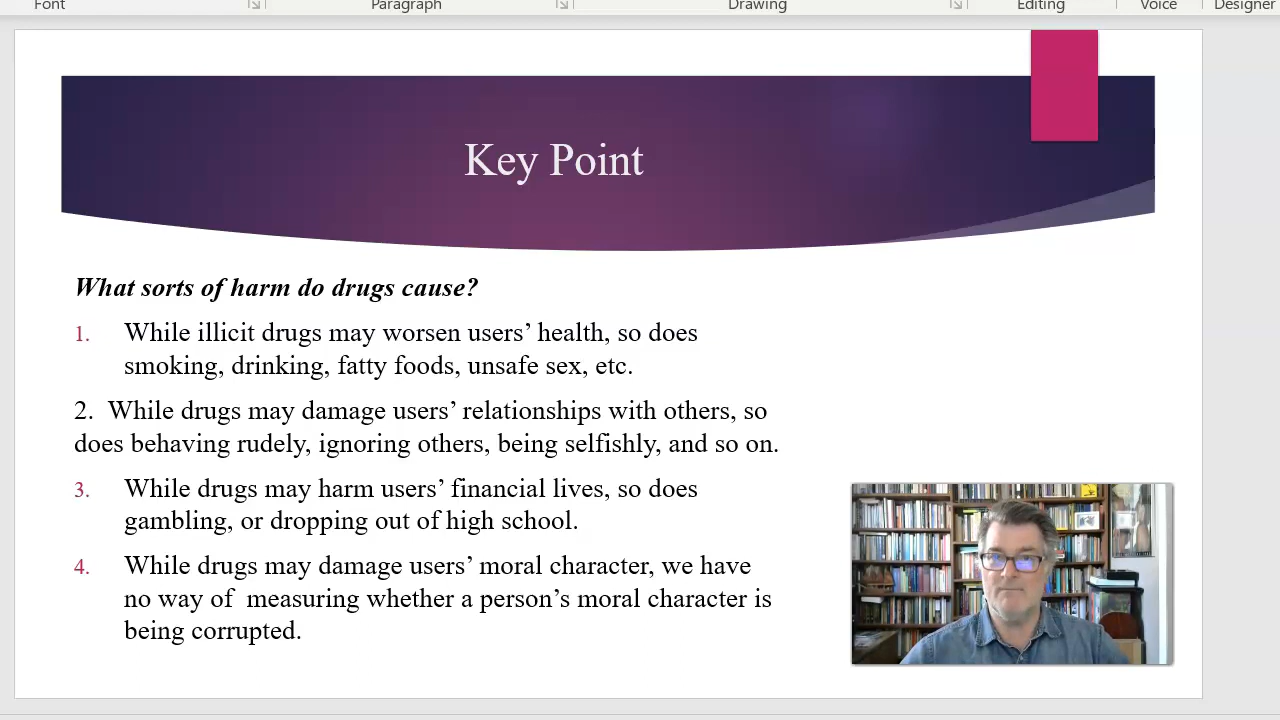 Font Paragraph Drawing Editing Voice Designer
Key Point
What sorts of harm do drugs cause?
1. While illicit drugs may worsen users’ health, so does
smoking, drinking, fatty foods, unsafe sex, etc.
2. While drugs may damage users’ relationships with others, so
does behaving rudely, ignoring others, being selfishly, and so on.
3. While drugs may harm users’ financial lives, so does
gambling, or dropping out of high school.
4. While drugs may damage users’ moral character, we have
no way of measuring whether a person’s moral character is
being corrupted.